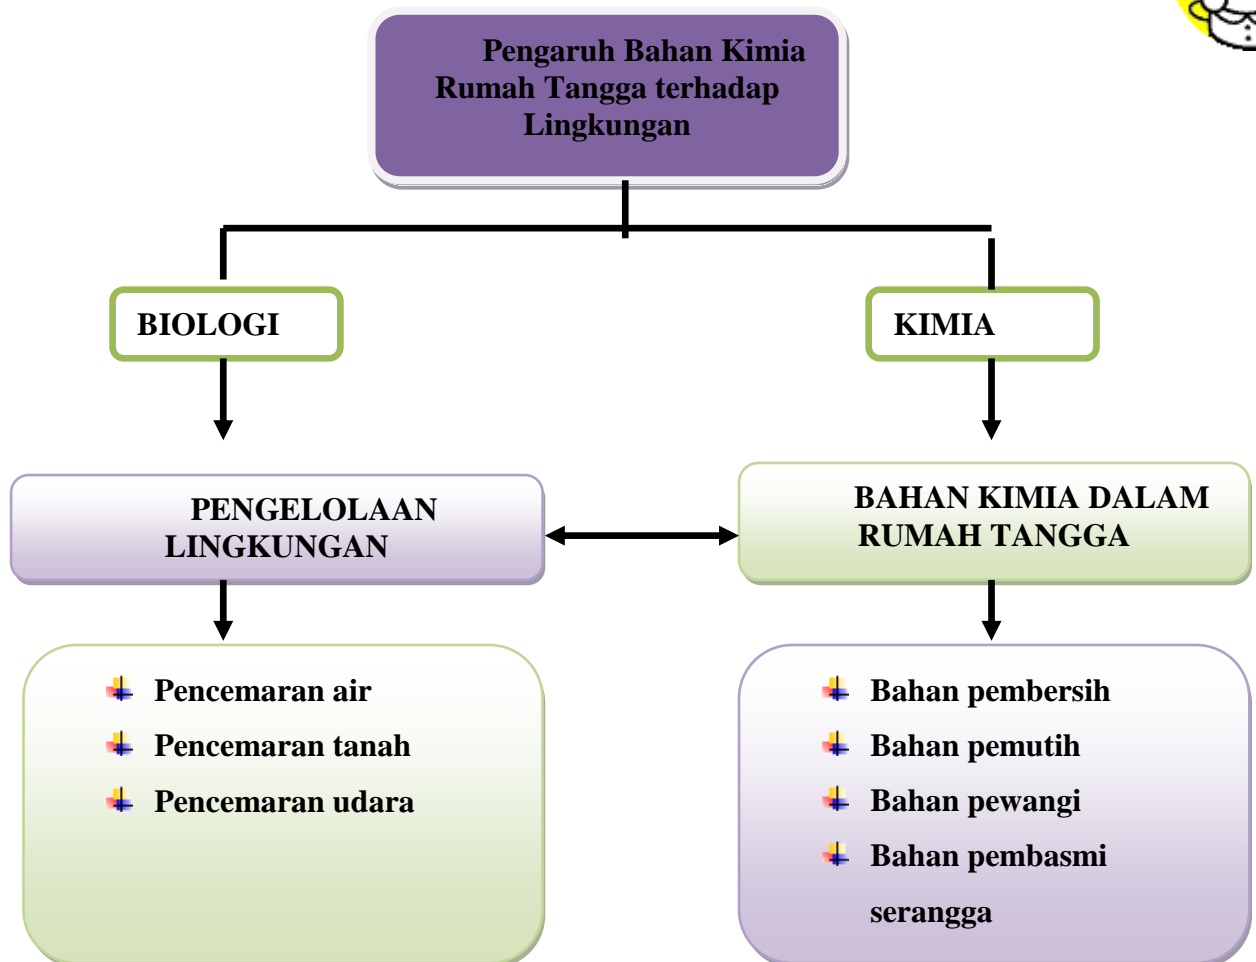 Pengaruh Bahan Kimia
Rumah Tangga terhadap
Lingkungan
BIOLOGI
KIMIA
PENGELOLAAN
LINGKUNGAN
BAHAN KIMIA DALAM
RUMAH TANGGA
Pencemaran air
Pencemaran tanah
Pencemaran udara
Bahan pembersih
Bahan pemutih
Bahan pewangi
Bahan pembasmi
serangga